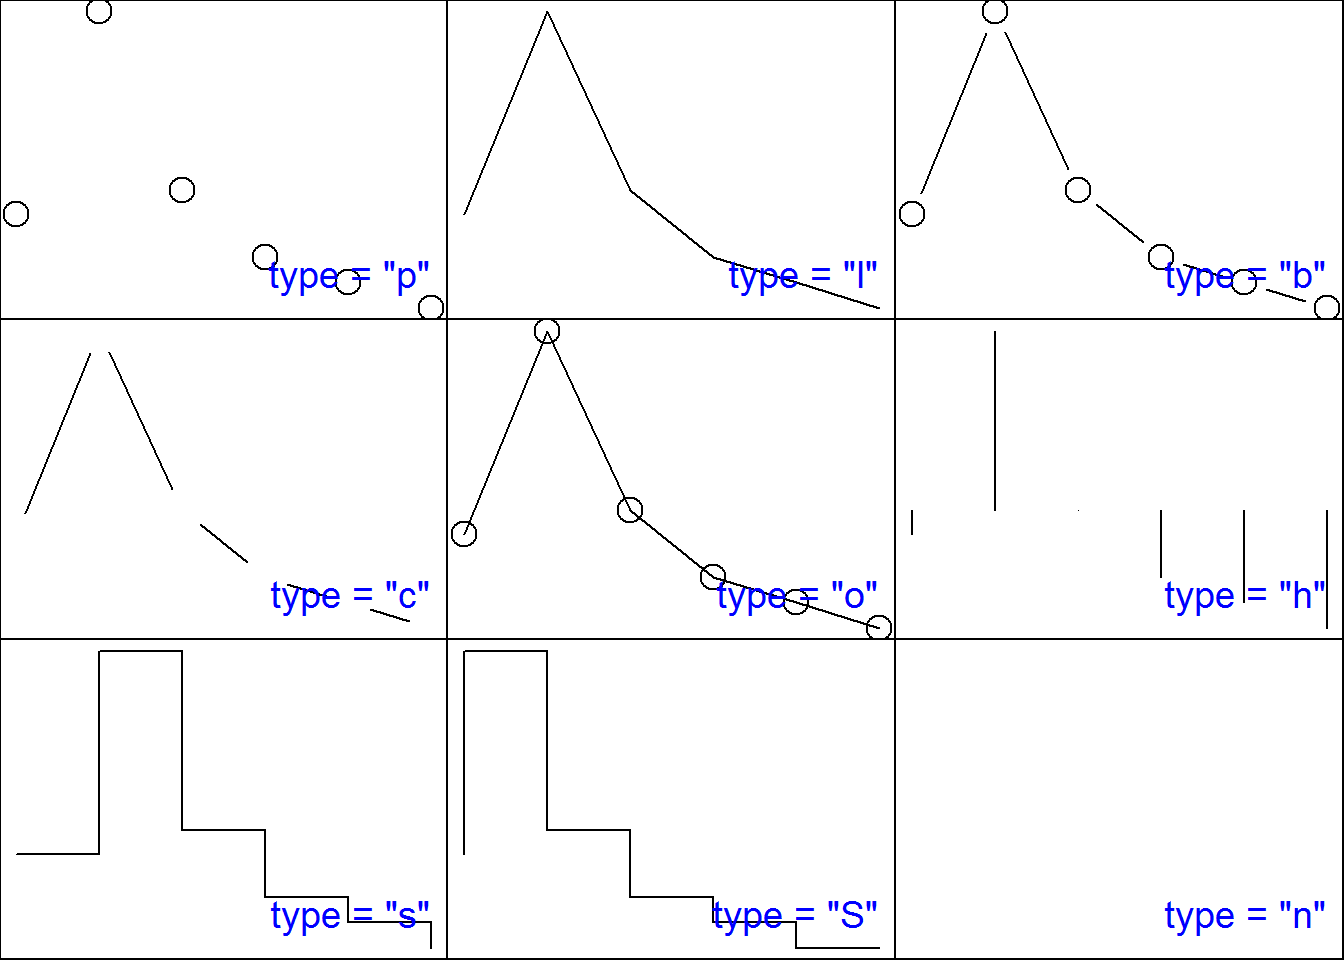 type = "p"
type = "l"
type = "b"
type = "c"
type = "o"
type = "h"
type = "s"
type = "S"
type = "n"